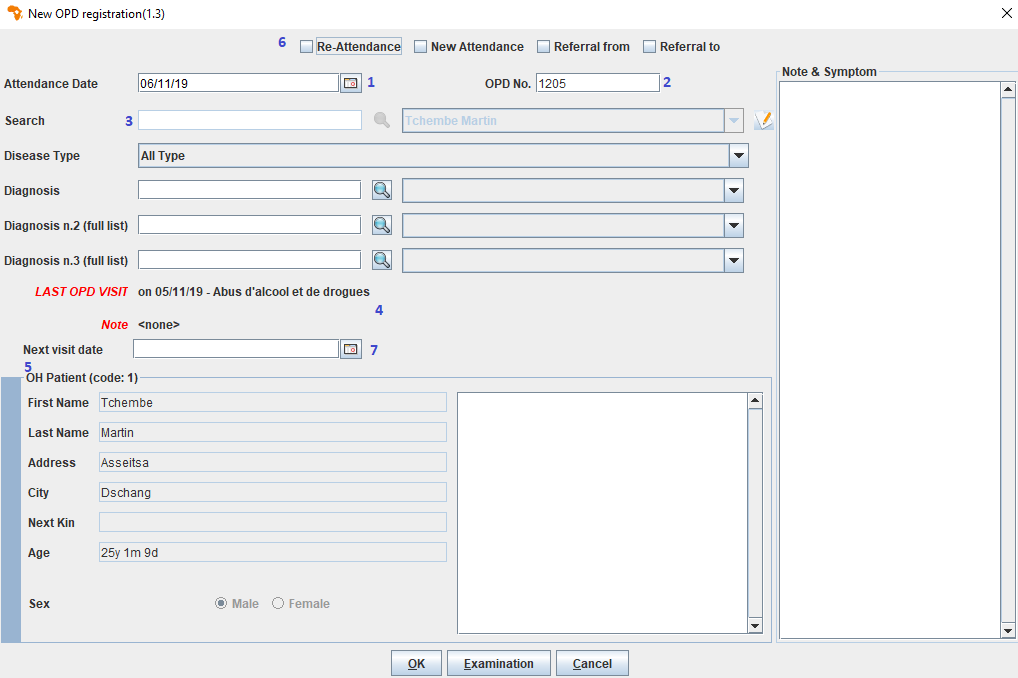 New OPD registration(1.3)
6 Re-Attendance New Attendance Referral from Referral to
Attendance Date 06/11/19 1 OPD No. 1205 2
Note & Symptom
Search 3 Tchembe Martin
Disease Type All Type
Diagnosis
Diagnosis n.2 (full list)
Diagnosis n.3 (full list)
LAST OPD VISIT on 05/11/19 - Abus d'alcool et de drogues
4
Note <none>
Next visit date 7
5
OH Patient (code: 1)
First Name Tchembe
Last Name Martin
Address Asseitsa
City Dschang
Next Kin
Age 25y 1m 9d
Sex Male Female
OK Examination Cancel